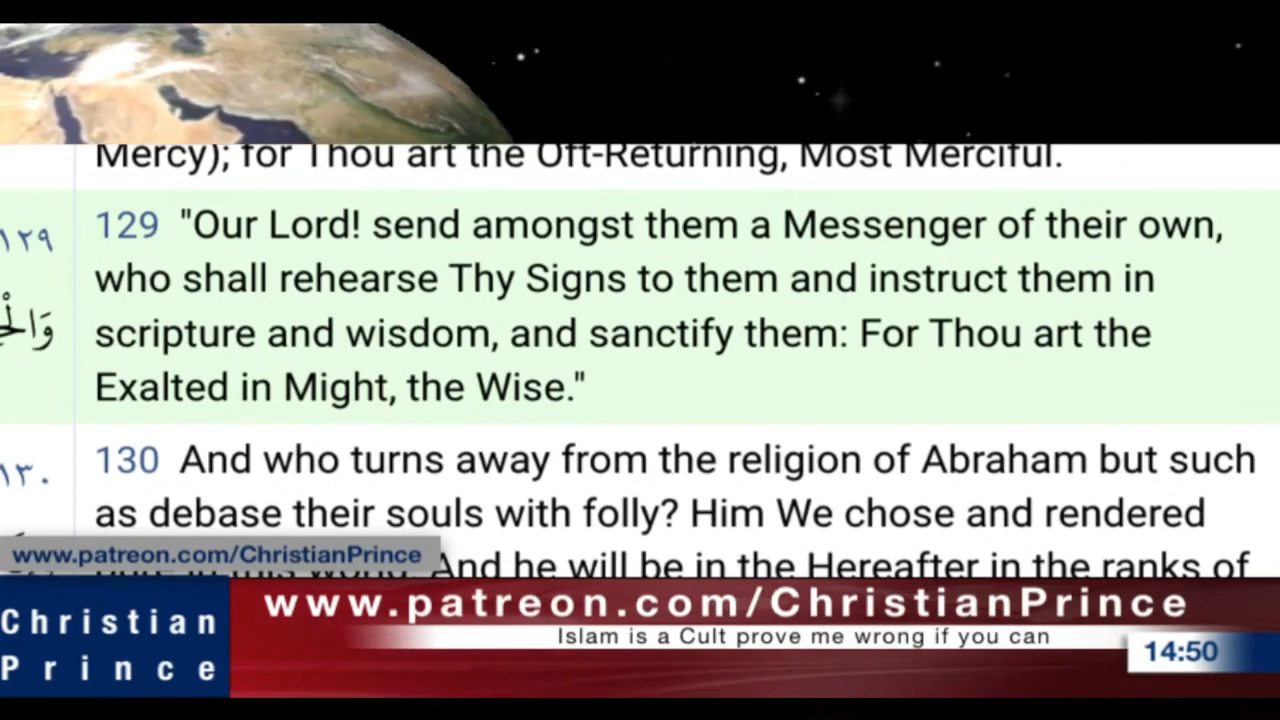 Mercy); for Thou art the Oft-Returning, Most Merciful.
١٢٩
129 "Our Lord! send amongst them a Messenger of their own,
who shall rehearse Thy Signs to them and instruct them in
scripture and wisdom, and sanctify them: For Thou art the
Exalted in Might, the Wise."
١٣٠
130 And who turns away from the religion of Abraham but such
as debase their souls with folly? Him We chose and rendered
And he will be in the Hereafter in the ranks of
www.patreon.com/ChristianPrince
www.patreon.com/ChristianPrince
Islam is a Cult prove me wrong if you can
Christian
Prince
14:50